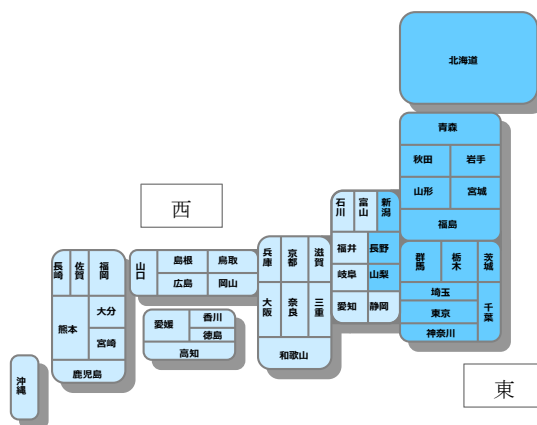 北海道
青森
秋田 岩手
山形 宮城
福島
西
石川 富山 新潟
長崎 佐賀 福岡 山口 島根 鳥取 兵庫 京都 滋賀 福井 長野 群馬 栃木 茨城
広島 岡山 岐阜 山梨
埼玉
熊本 大分 愛媛 香川 大阪 奈良 三重 愛知 静岡 東京 千葉
徳島 神奈川
宮崎 高知 和歌山
鹿児島
沖縄
東